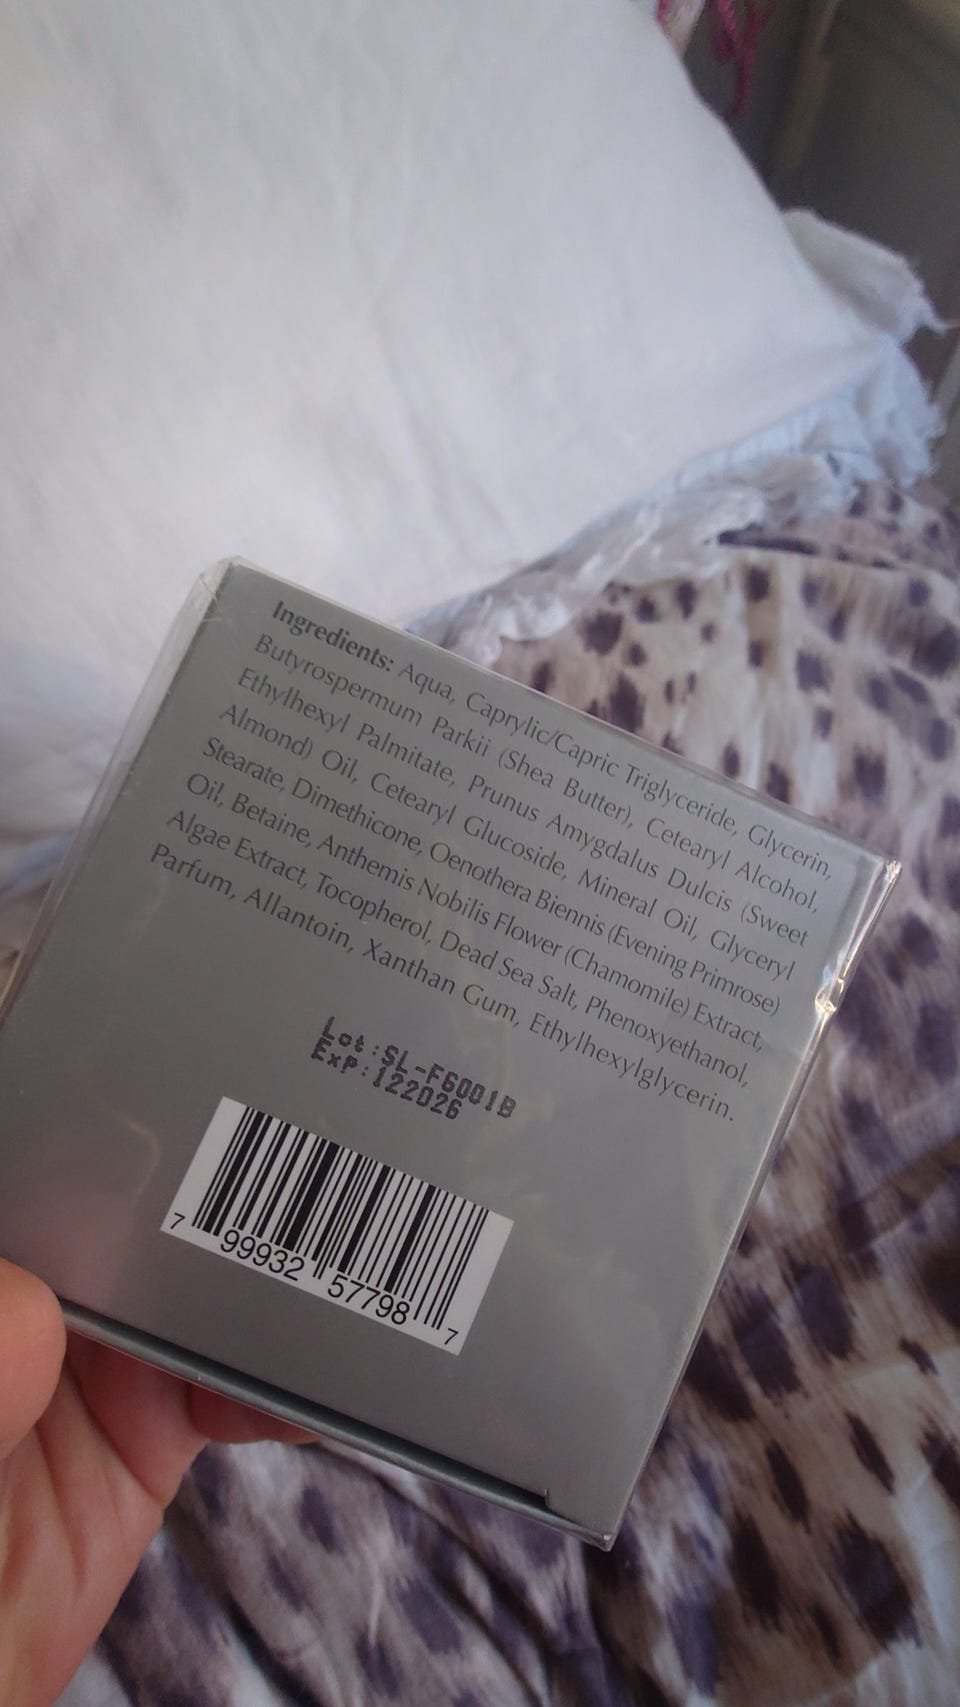 Ingredients: Aqua, Caprylic/Capric Triglyceride, Glycerin,
Butyrospermum Parkii (Shea Butter), Cetearyl Alcohol,
Ethylhexyl Palmitate, Prunus Amygdalus Dulcis (Sweet
Almond) Oil, Cetearyl Glucoside, Mineral Oil, Glyceryl
Stearate, Dimethicone, Oenothera Biennis (Evening Primrose)
Oil, Betaine, Anthemis Nobilis Flower (Chamomile) Extract,
Algae Extract, Tocopherol, Dead Sea Salt, Phenoxyethanol,
Parfum, Allantoin, Xanthan Gum, Ethylhexylglycerin.
Lot:SL-F6001B
Exp:122026
7 99932 57798 7